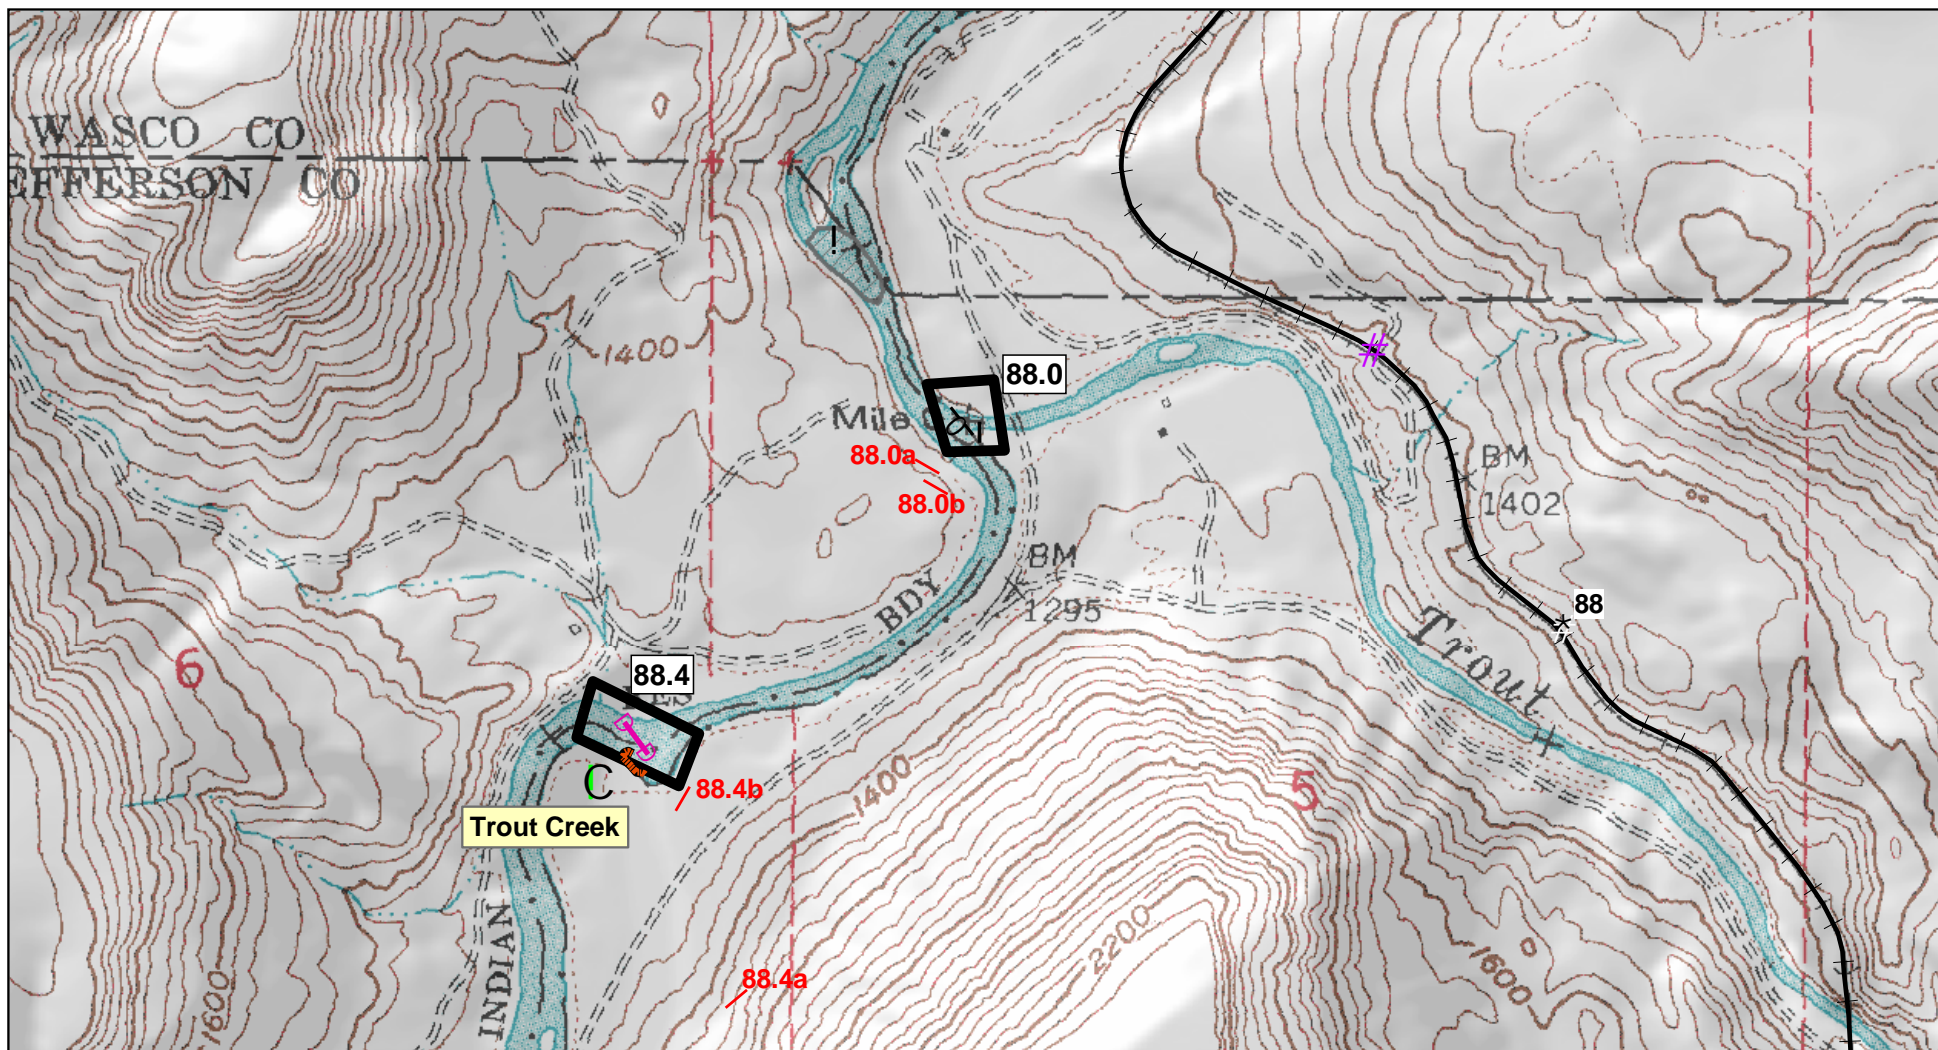 WASCO CO
EFFERSON CO
!
1400
88.0
Mile
88.0a
88.0b
BM
1402
BM
1295
BDY
88
Trout
6
88.4
DES
C
88.4b
1400
5
Trout Creek
INDIAN
2200
1600
88.4a
1600